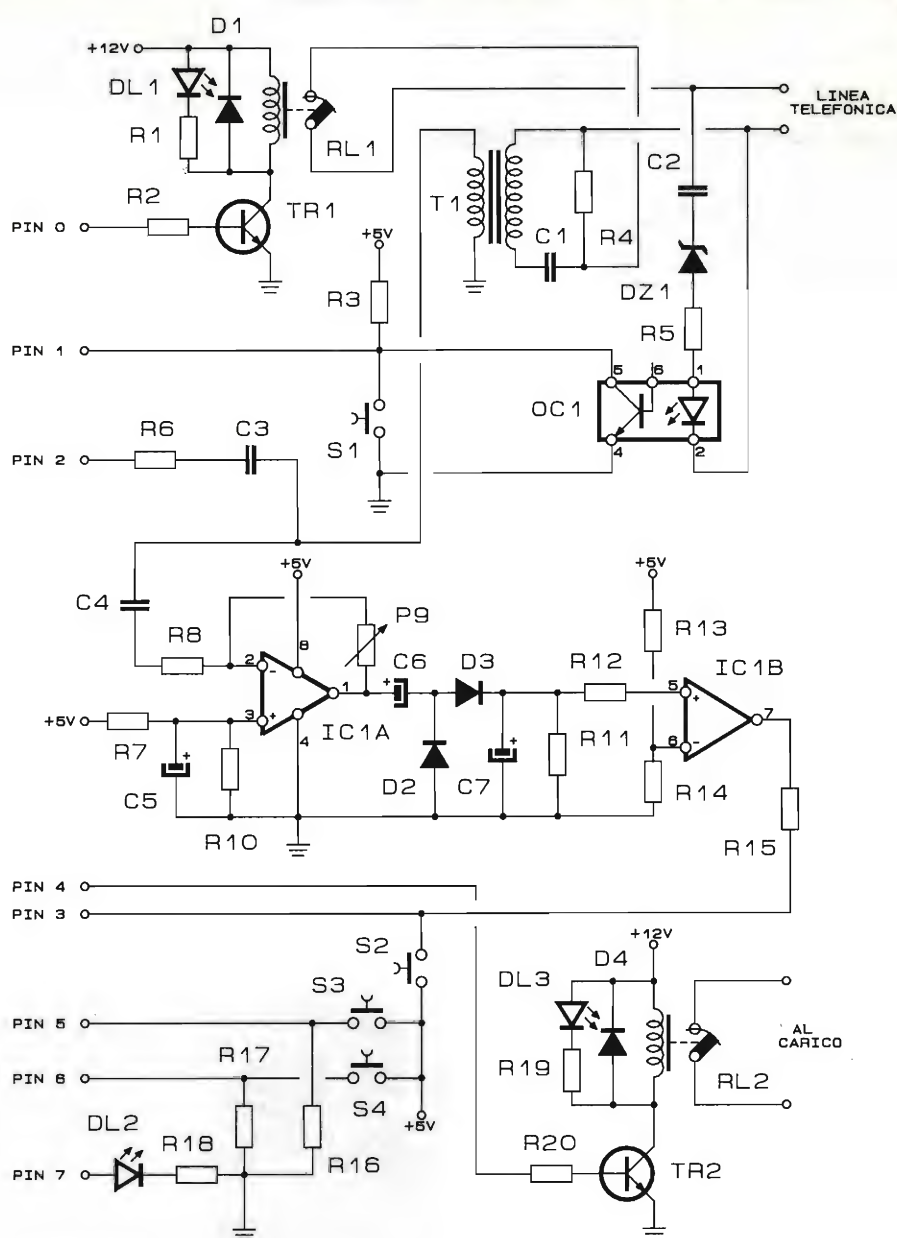 D1
+12V
DL1
R1
RL1
LINEA
TELEFONICA
C2
R2
TR1
PIN 0
T1
C1
R4
+5V
R3
DZ1
R5
PIN 1
5
6
1
OC1
4
2
R6
C3
S1
PIN 2
+5V
+5V
C4
R8
8
P9
R13
2
-
C6
D3
R12
IC1B
+
1
5
+
7
+5V
3
+
IC1A
6
-
R7
4
R11
+
C5
D2
C7
+
R14
R10
R15
PIN 4
PIN 3
S2
+12V
S3
DL3
D4
PIN 5
AL
CARICO
R17
R19
RL2
PIN 6
S4
+5V
DL2
R18
R16
R20
TR2
PIN 7